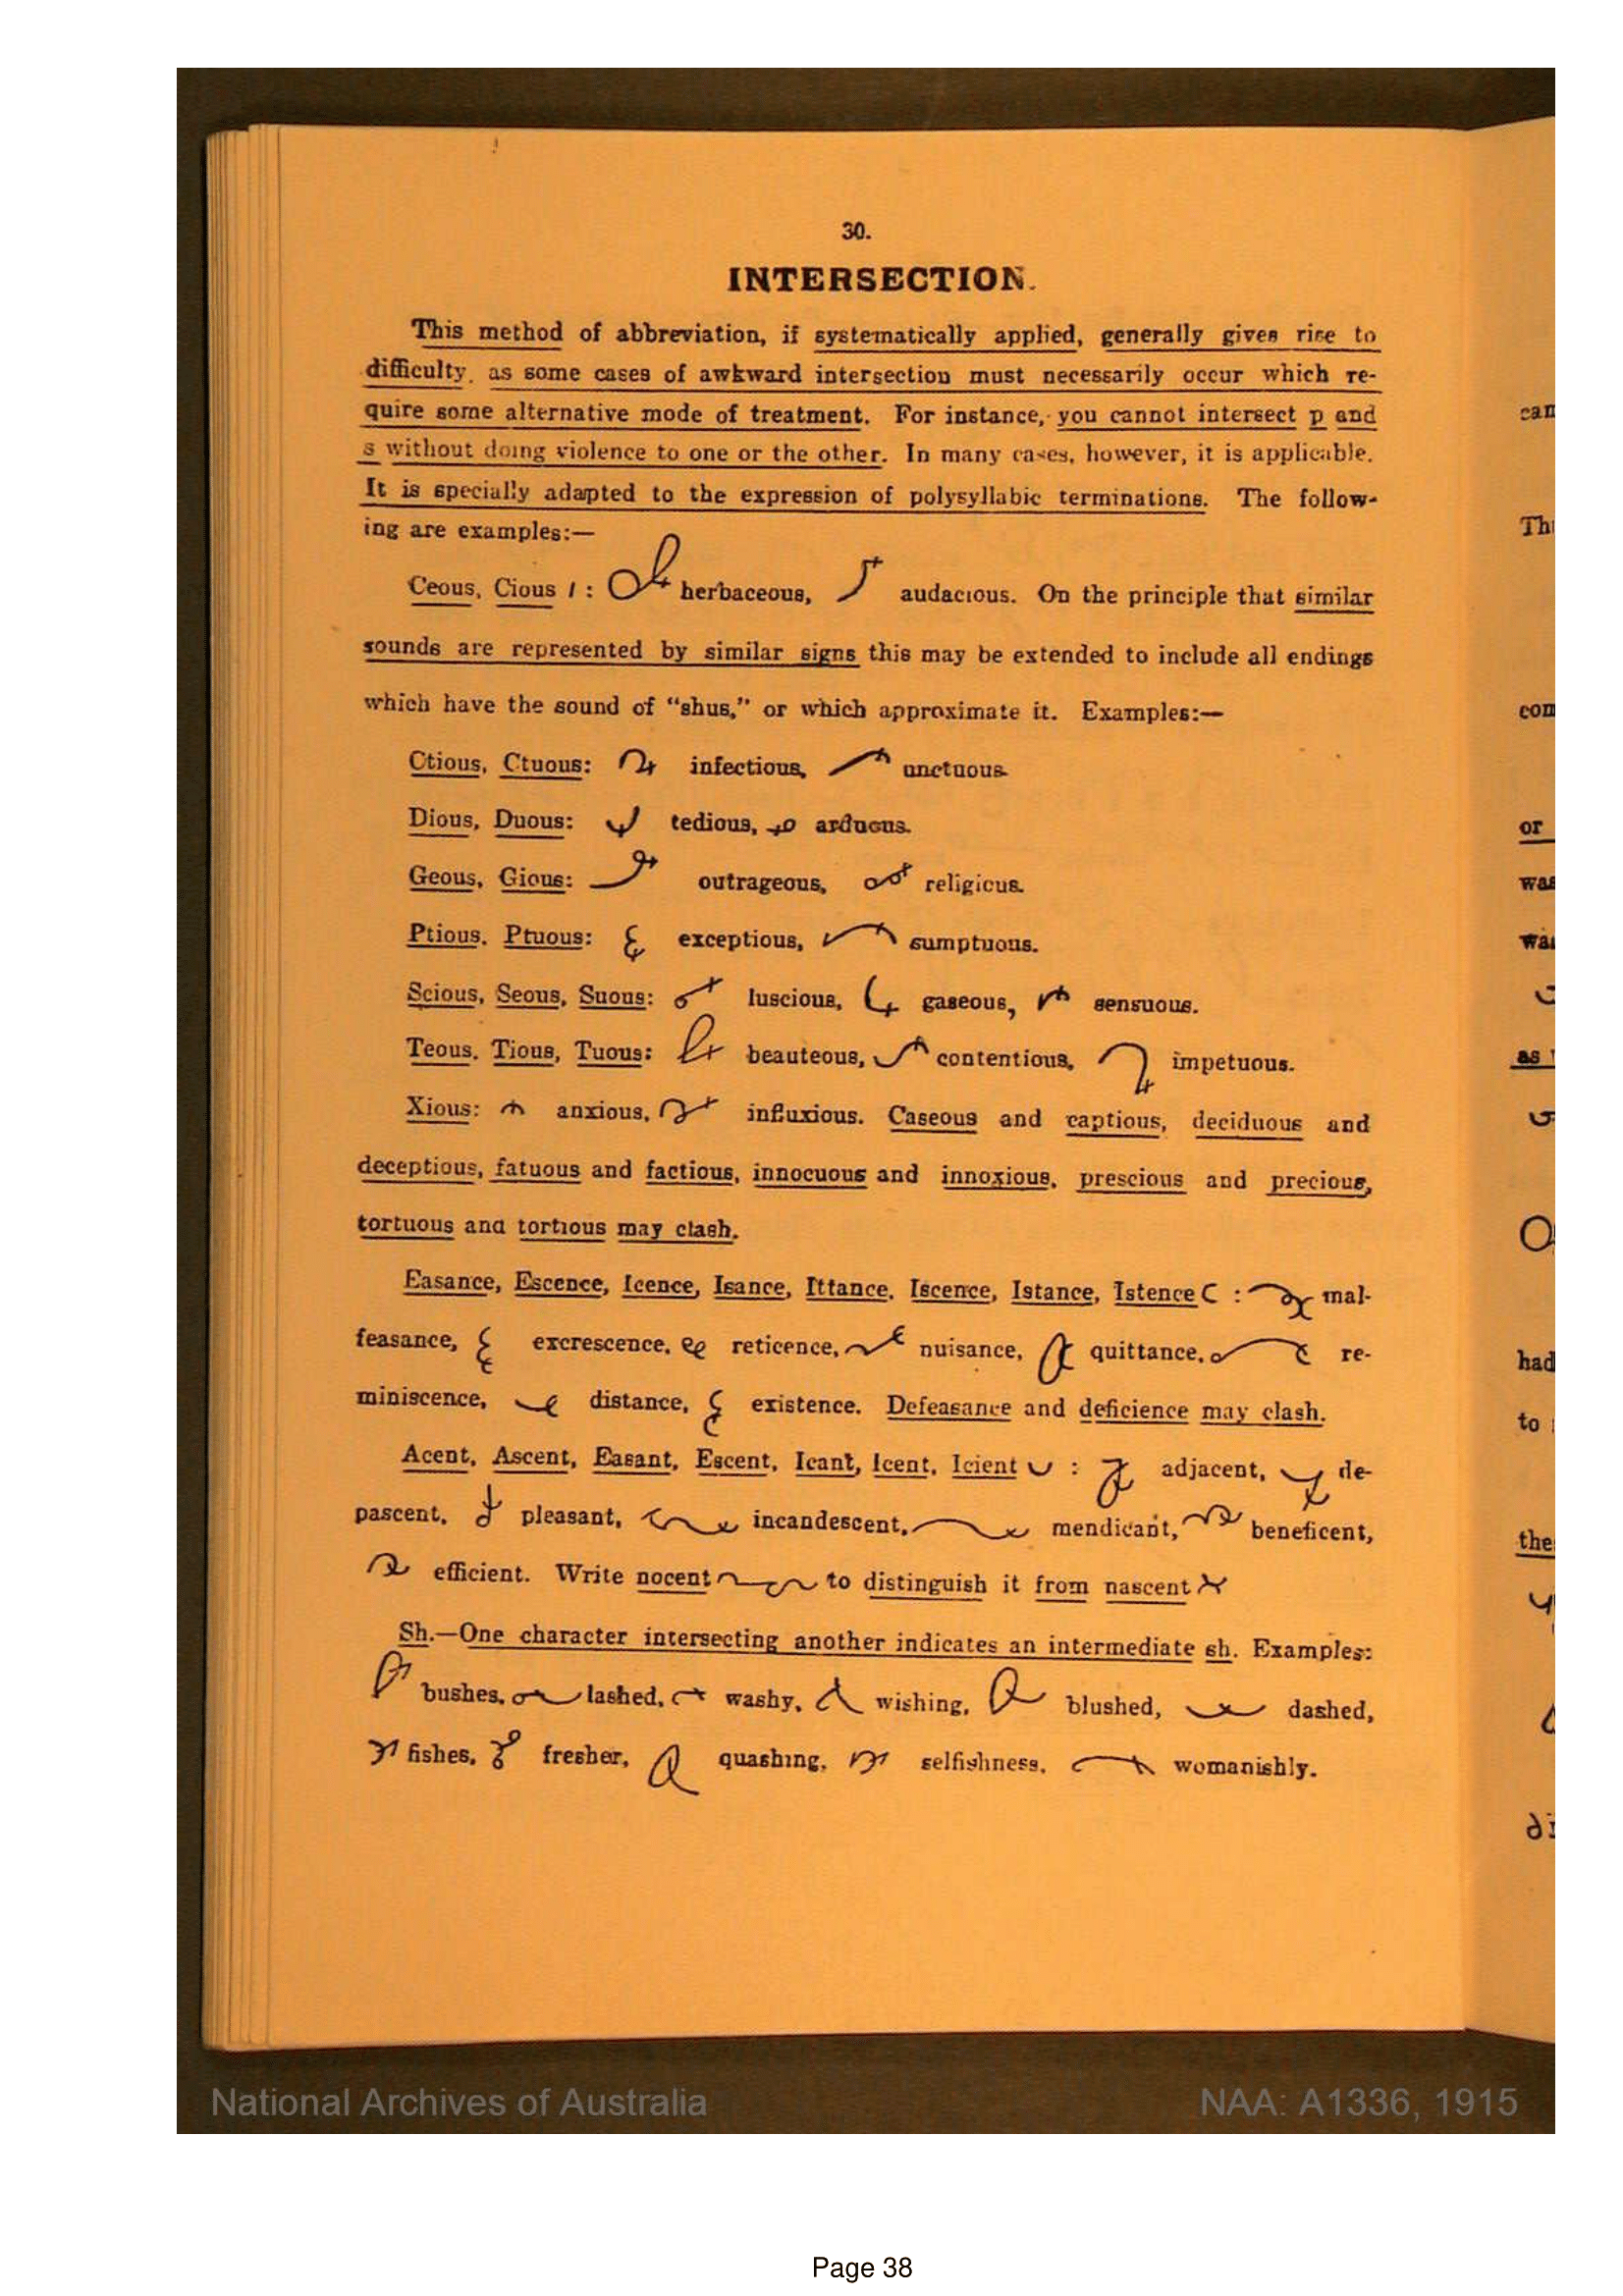 30.
INTERSECTION.
This method of abbreviation, if systematically applied, generally gives rise to
difficulty, as some cases of awkward intersection must necessarily occur which re-
quire some alternative mode of treatment. For instance, you cannot intersect p and
s without doing violence to one or the other. In many cases, however, it is applicable.
It is specially adapted to the expression of polysyllabic terminations. The follow-
ing are examples:—
Ceous, Cious : herbaceous, audacious. On the principle that similar
sounds are represented by similar signs this may be extended to include all endings
which have the sound of "shus," or which approximate it. Examples:—
Ctious, Ctuous: infectious, unctuous.
Dious, Duous: tedious, arduous.
Geous, Gious: outrageous, religious.
Ptious. Ptuous: exceptious, sumptuous.
Scious, Seous, Suous: luscious, gaseous, sensuous.
Teous. Tious, Tuous: beauteous, contentious, impetuous.
Xious: anxious, influxious. Caseous and captious, deciduous and
deceptious, fatuous and factious, innocuous and innoxious, prescious and precious,
tortuous and tortious may clash.
Easance, Escence, Icence, Isance, Ittance, Iscence, Istance, Istence : mal-
feasance, excrescence, reticence, nuisance, quittance, re-
miniscence, distance, existence. Defeasance and deficience may clash.
Acent, Ascent, Easant, Escent, Icant, Icent, Icient : adjacent, de-
pascent, pleasant, incandescent, mendicant, beneficent,
efficient. Write nocent to distinguish it from nascent
Sh.—One character intersecting another indicates an intermediate sh. Examples:
bushes, lashed, washy, wishing, blushed, dashed,
fishes, fresher, quashing, selfishness, womanishly.
can
com
or
was
was
as
had
to
the
National Archives of Australia
NAA: A1336, 1915
Page 38